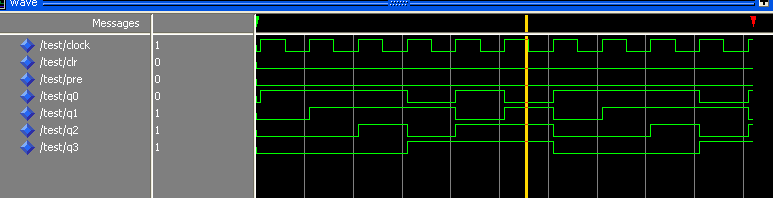 Wave
Messages
/test/clock 1
/test/clr 0
/test/pre 0
/test/q0 0
/test/q1 1
/test/q2 1
/test/q3 1